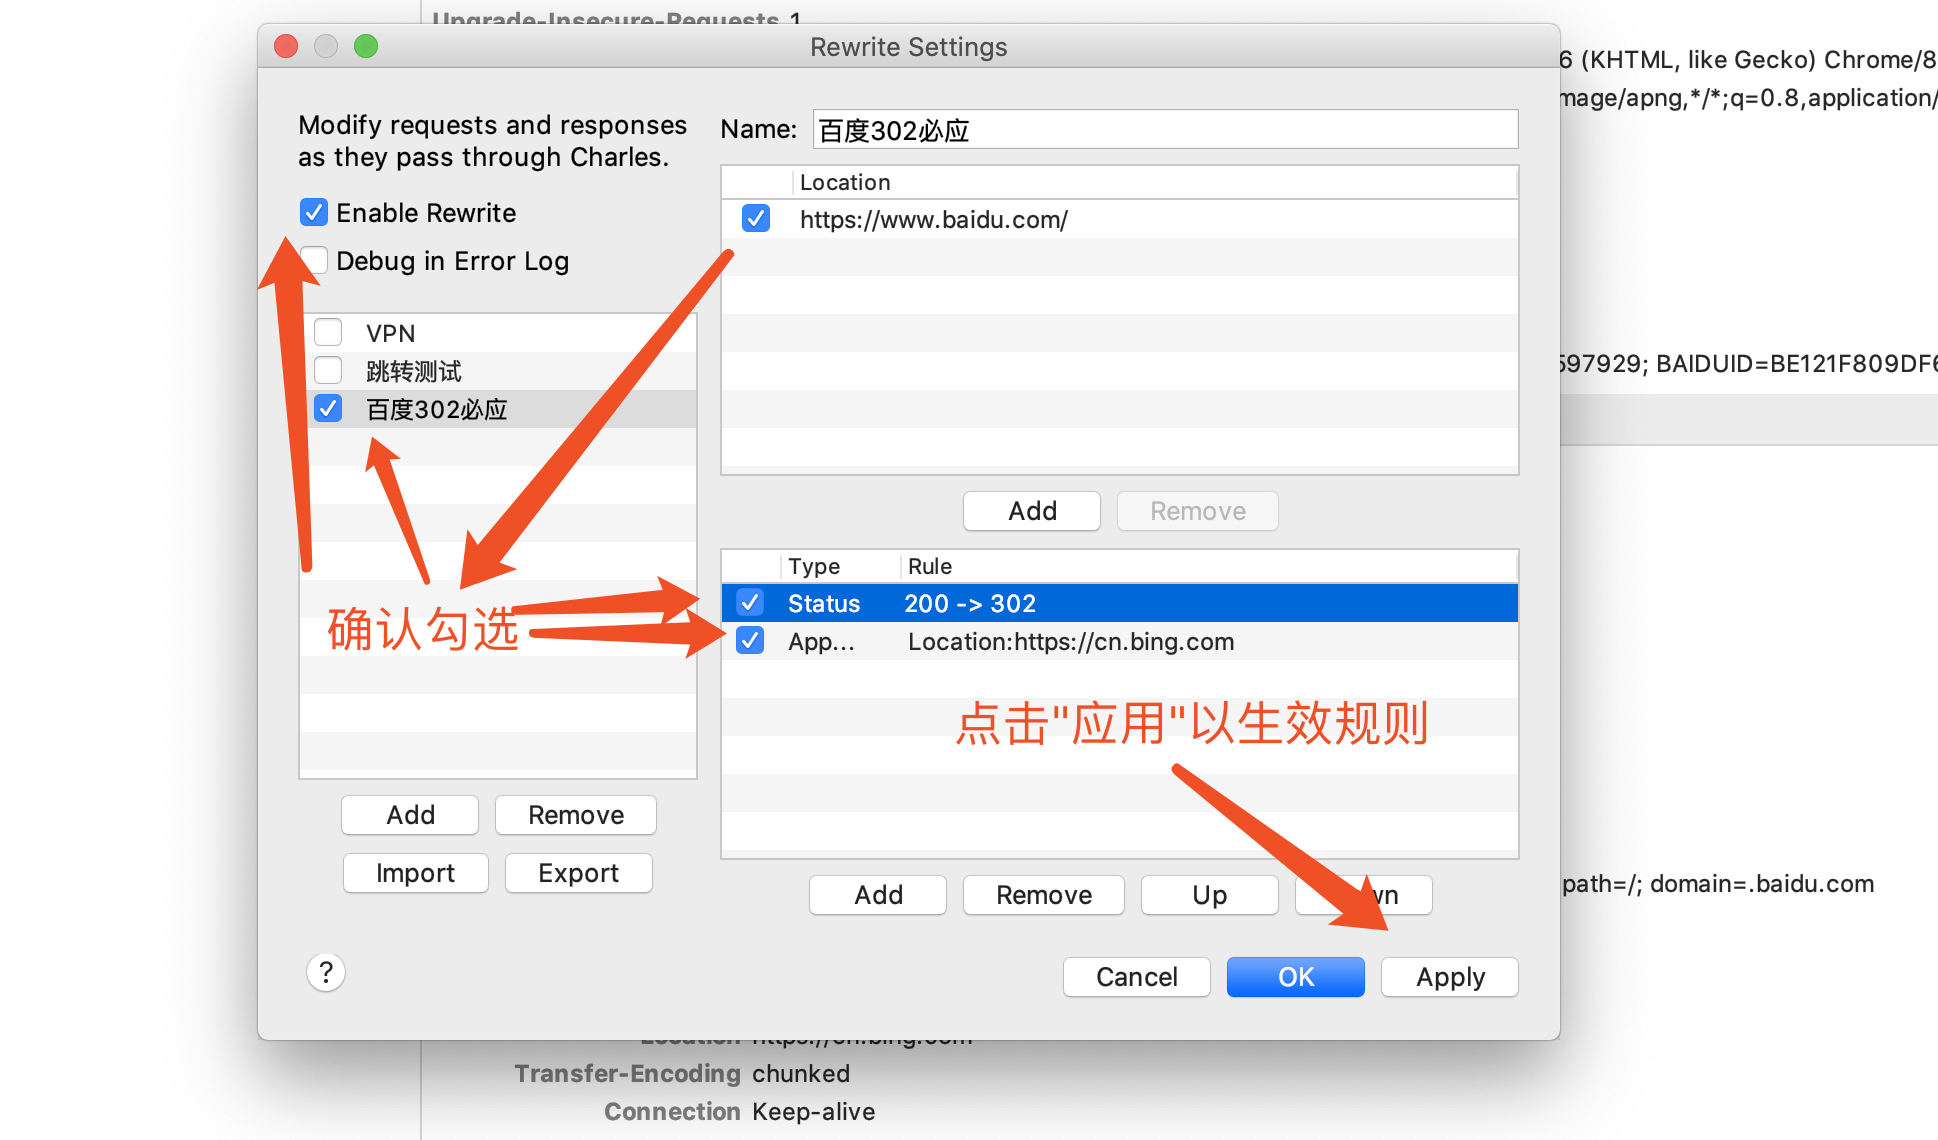 Upgrade-Insecure-Requests 1
Rewrite Settings
6 (KHTML, like Gecko) Chrome/8
mage/apng,*/*;q=0.8,application/
Modify requests and responses
as they pass through Charles.
Name: 百度302必应
Enable Rewrite
Debug in Error Log
Location
https://www.baidu.com/
VPN
跳转测试
百度302必应
597929; BAIDUID=BE121F809DF6
Add Remove
Type Rule
Status 200 -> 302
App... Location:https://cn.bing.com
确认勾选
点击"应用"以生效规则
Add Remove
Import Export
Add Remove Up wn
path=/; domain=.baidu.com
?
Cancel OK Apply
Location https://cn.bing.com
Transfer-Encoding chunked
Connection Keep-alive